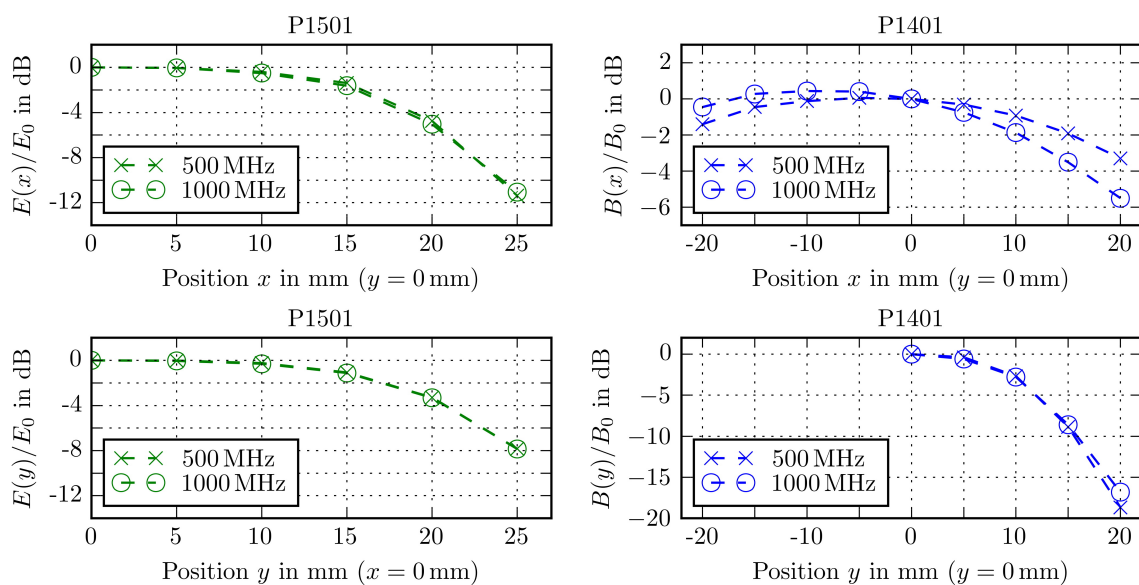 P1501
E(x)/E₀ in dB
0
-4
-8
-12
500 MHz
1000 MHz
0 5 10 15 20 25
Position x in mm (y = 0 mm)
P1401
B(x)/B₀ in dB
2
0
−2
−4
−6
500 MHz
1000 MHz
-20 -10 0 10 20
Position x in mm (y = 0 mm)
P1501
E(y)/E₀ in dB
0
-4
-8
-12
500 MHz
1000 MHz
0 5 10 15 20 25
Position y in mm (x = 0 mm)
P1401
B(y)/B₀ in dB
0
−5
−10
−15
−20
500 MHz
1000 MHz
-20 -10 0 10 20
Position y in mm (y = 0 mm)